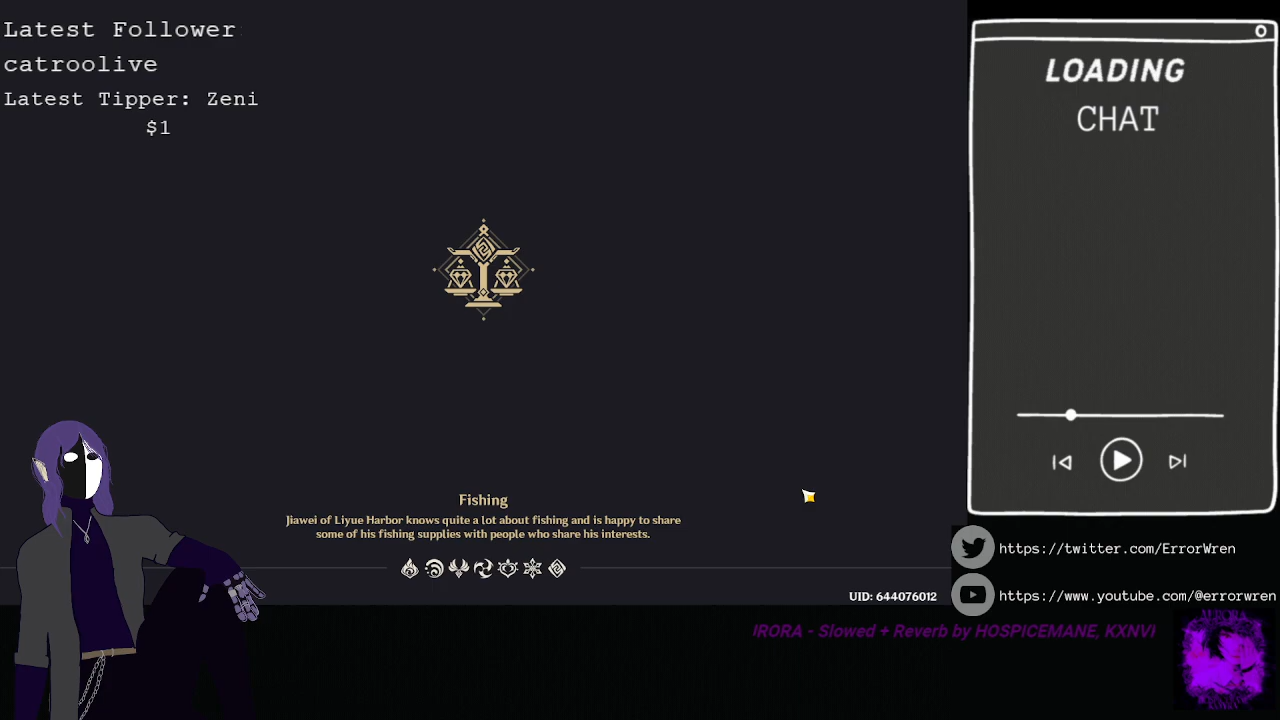 Latest Follower
catroolive
Latest Tipper: Zeni
$1
LOADING
CHAT
Fishing
Jiawei of Liyue Harbor knows quite a lot about fishing and is happy to share
some of his fishing supplies with people who share his interests.
UID: 644076012
https://twitter.com/ErrorWren
https://www.youtube.com/@errorwren
RORA - Slowed + Reverb by HOSPICEMANE, KXNVI